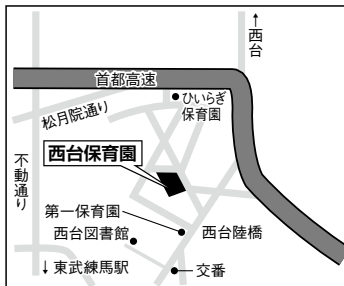 ↑西台
首都高速
ひいらぎ
保育園
松月院通り
不動通り
西台保育園
第一保育園
西台図書館
西台陸橋
↓東武練馬駅
交番